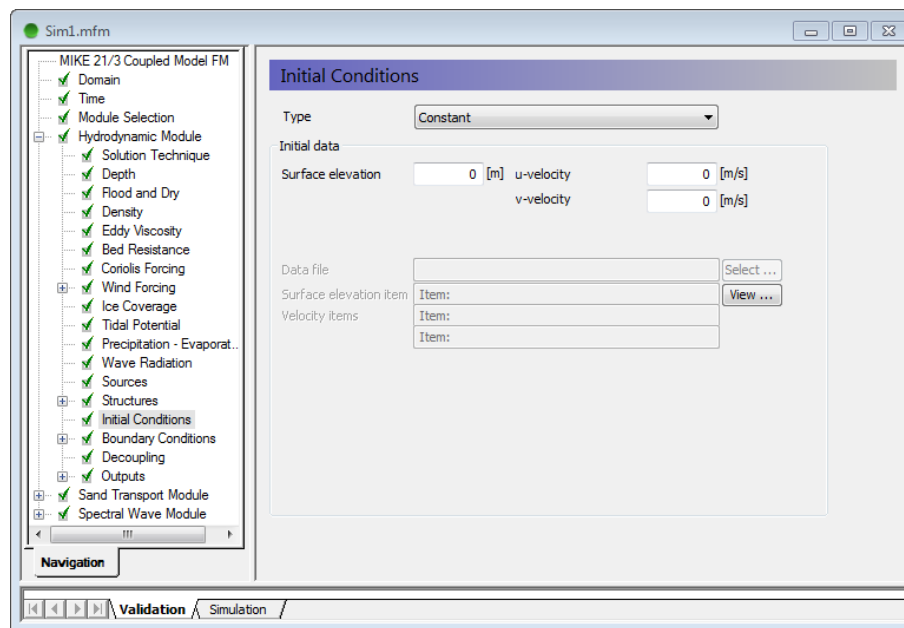 Sim1.mfm
MIKE 21/3 Coupled Model FM
Domain
Time
Module Selection
Hydrodynamic Module
Solution Technique
Depth
Flood and Dry
Density
Eddy Viscosity
Bed Resistance
Coriolis Forcing
Wind Forcing
Ice Coverage
Tidal Potential
Precipitation - Evaporat..
Wave Radiation
Sources
Structures
Initial Conditions
Boundary Conditions
Decoupling
Outputs
Sand Transport Module
Spectral Wave Module
Navigation
Initial Conditions
Type Constant
Initial data
Surface elevation 0 [m] u-velocity 0 [m/s]
v-velocity 0 [m/s]
Data file Select ...
Surface elevation item Item: View ...
Velocity items Item:
Item:
Validation Simulation